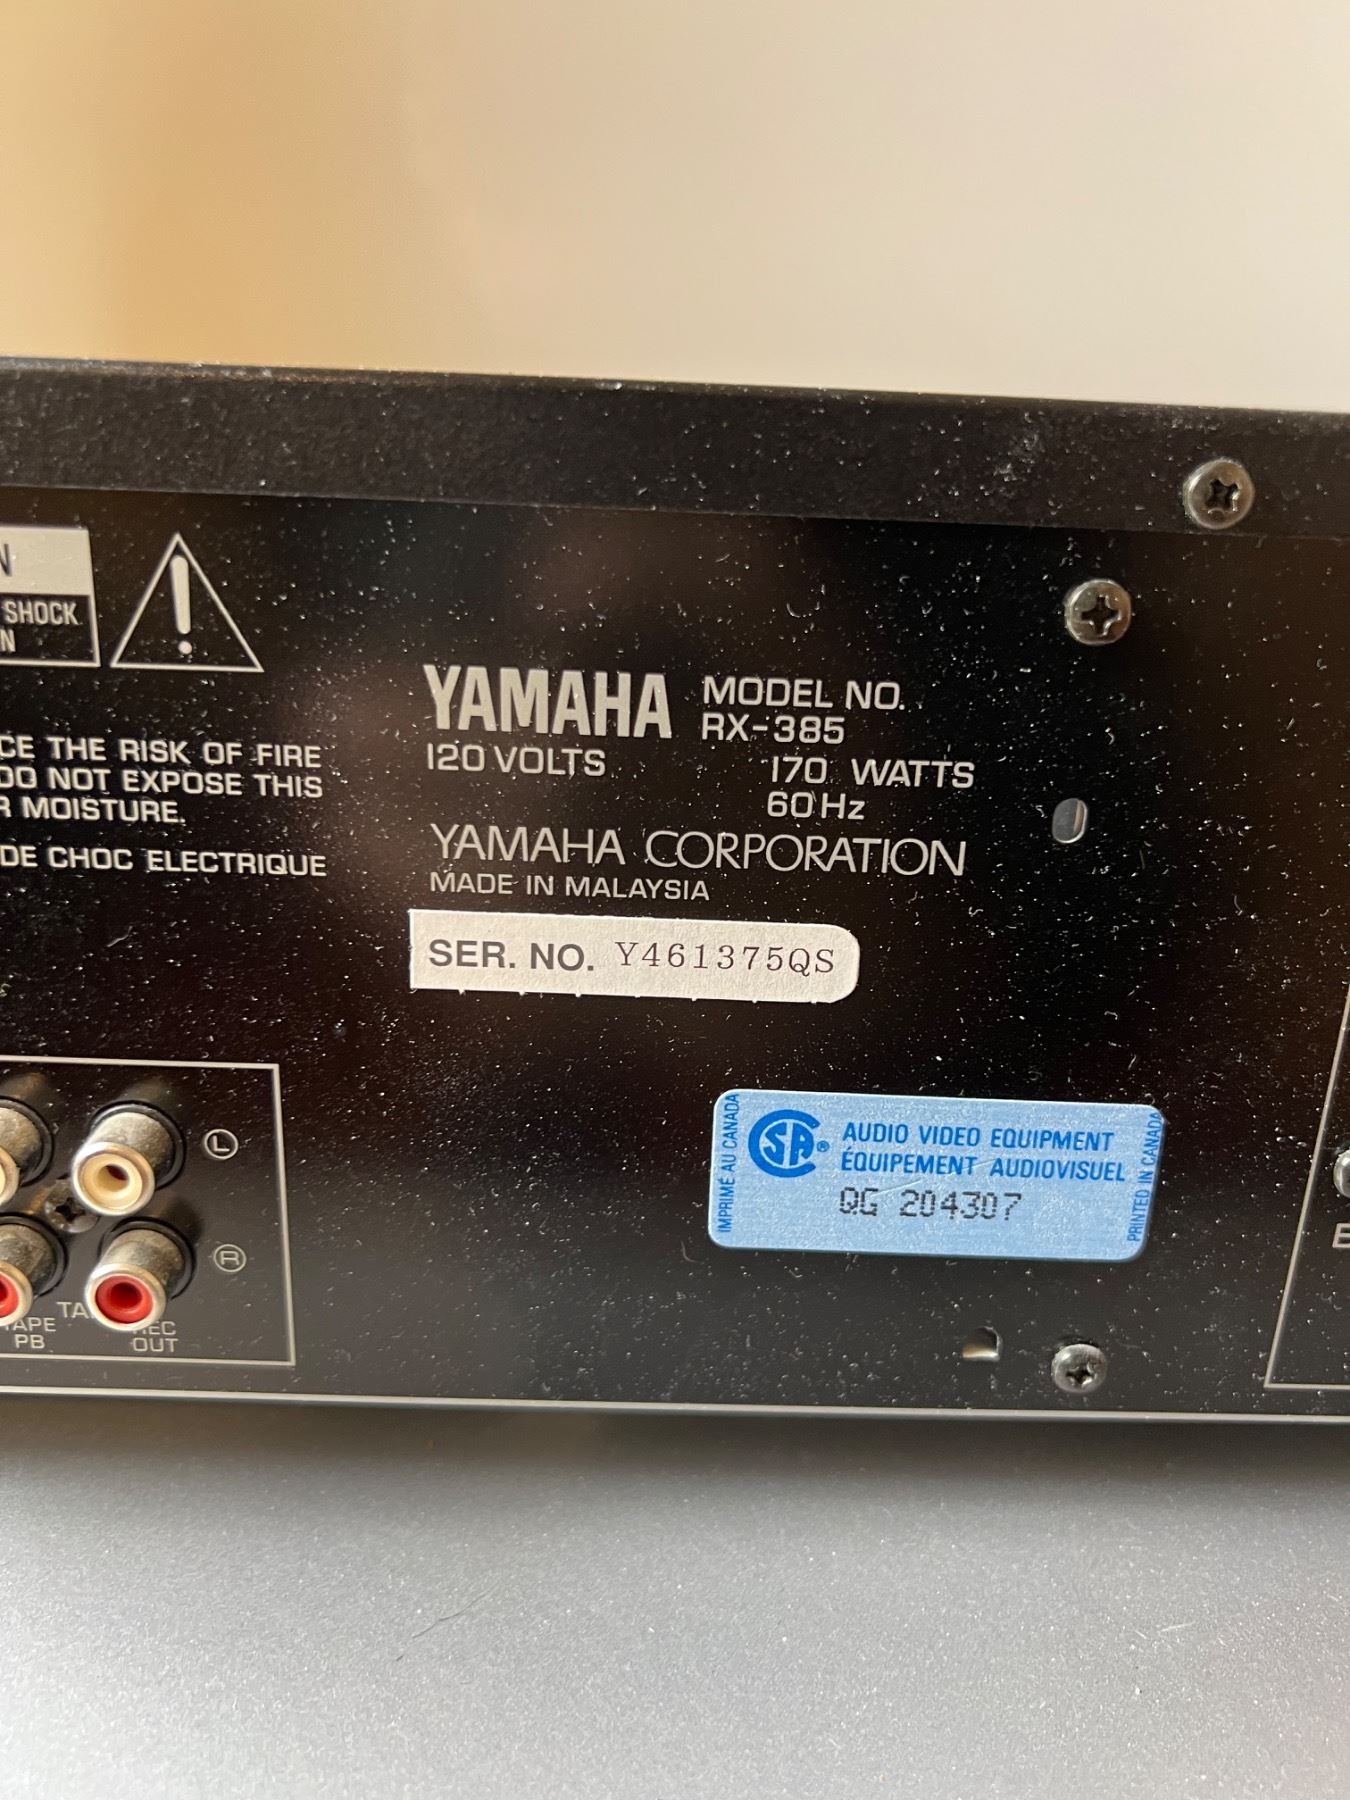 N
SHOCK
N
CE THE RISK OF FIRE
DO NOT EXPOSE THIS
R MOISTURE.
DE CHOC ELECTRIQUE
YAMAHA MODEL NO.
RX-385
120 VOLTS 170 WATTS
60Hz
YAMAHA CORPORATION
MADE IN MALAYSIA
SER. NO. Y461375QS
IMPRIMÉ AU CANADA
SA® AUDIO VIDEO EQUIPMENT
ÉQUIPEMENT AUDIOVISUEL
QG 204307
PRINTED IN CANADA
L
R
TA
TAPE
PB
REC
OUT